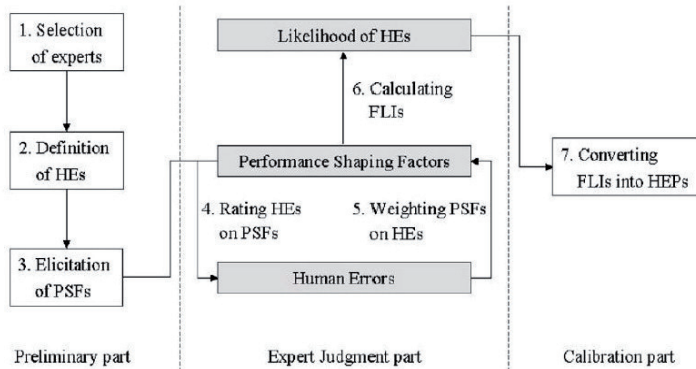 1. Selection
of experts
2. Definition
of HEs
3. Elicitation
of PSFs
Preliminary part
Likelihood of HEs
6. Calculating
FLIs
Performance Shaping Factors
4. Rating HEs
on PSFs
5. Weighting PSFs
on HEs
Human Errors
Expert Judgment part
7. Converting
FLIs into HEPs
Calibration part